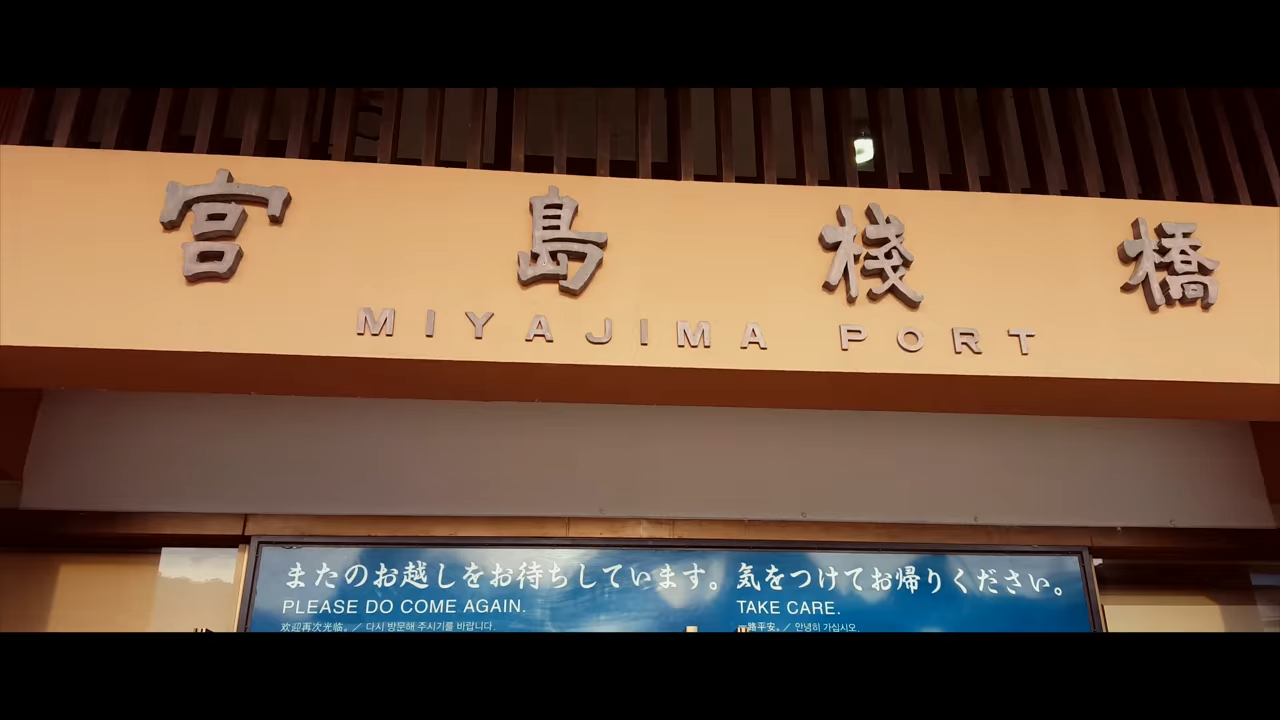 宮島棧橋
MIYAJIMA PORT
またのお越しをお待ちしています。気をつけてお帰りください。
PLEASE DO COME AGAIN. TAKE CARE.
欢迎再次光临。／ 다시 방문해 주시기를 바랍니다. 一路平安。／ 안녕히 가십시오.